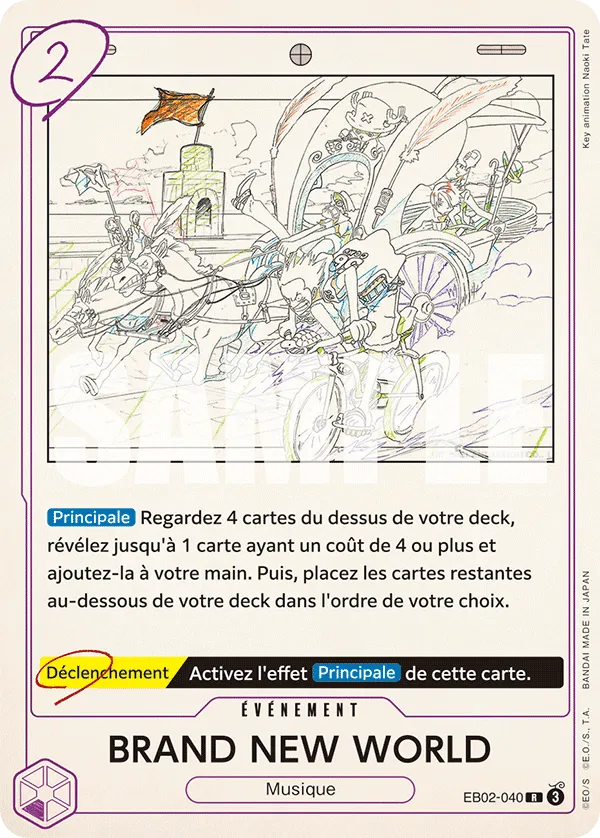 2
Key animation Naoki Tate
SAMPLE
Principale Regardez 4 cartes du dessus de votre deck,
révélez jusqu'à 1 carte ayant un coût de 4 ou plus et
ajoutez-la à votre main. Puis, placez les cartes restantes
au-dessous de votre deck dans l'ordre de votre choix.
Déclenchement Activez l'effet Principale de cette carte.
ÉVÉNEMENT
BRAND NEW WORLD
Musique
EB02-040 R 3
©E.O./S ©E.O./S., T.A. BANDAI MADE IN JAPAN